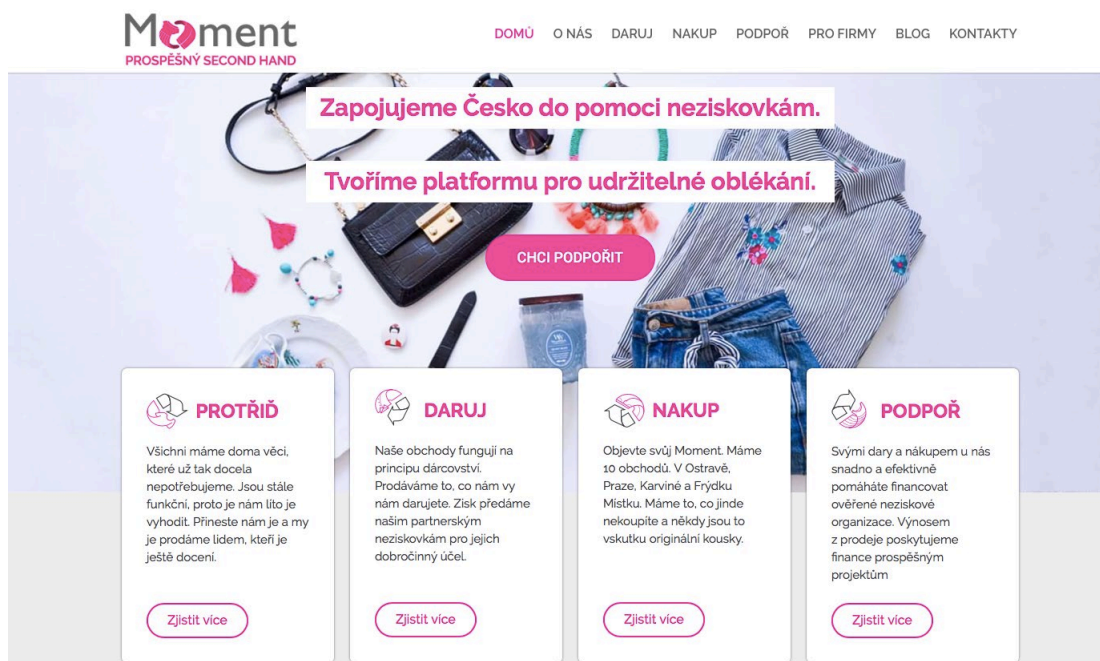 Moment
PROSPĚŠNÝ SECOND HAND
DOMŮ O NÁS DARUJ NAKUP PODPOŘ PRO FIRMY BLOG KONTAKTY
Zapojujeme Česko do pomoci neziskovkám.
Tvoříme platformu pro udržitelné oblékání.
CHCI PODPOŘIT
PROTŘIĎ
Všichni máme doma věci,
které už tak docela
nepotřebujeme. Jsou stále
funkční, proto je nám líto je
vyhodit. Přineste nám je a my
je prodáme lidem, kteří je
ještě docení.
Zjistit více
DARUJ
Naše obchody fungují na
principu dárcovství.
Prodáváme to, co nám vy
nám darujete. Zisk předáme
našim partnerským
neziskovkám pro jejich
dobročinný účel.
Zjistit více
NAKUP
Objevte svůj Moment. Máme
10 obchodů. V Ostravě,
Praze, Karviné a Frýdku
Místku. Máme to, co jinde
nekoupíte a někdy jsou to
vskutku originální kousky.
Zjistit více
PODPOŘ
Svými dary a nákupem u nás
snadno a efektivně
pomáháte financovat
ověřené neziskové
organizace. Výnosem
z prodeje poskytujeme
finance prospěšným
projektům
Zjistit více